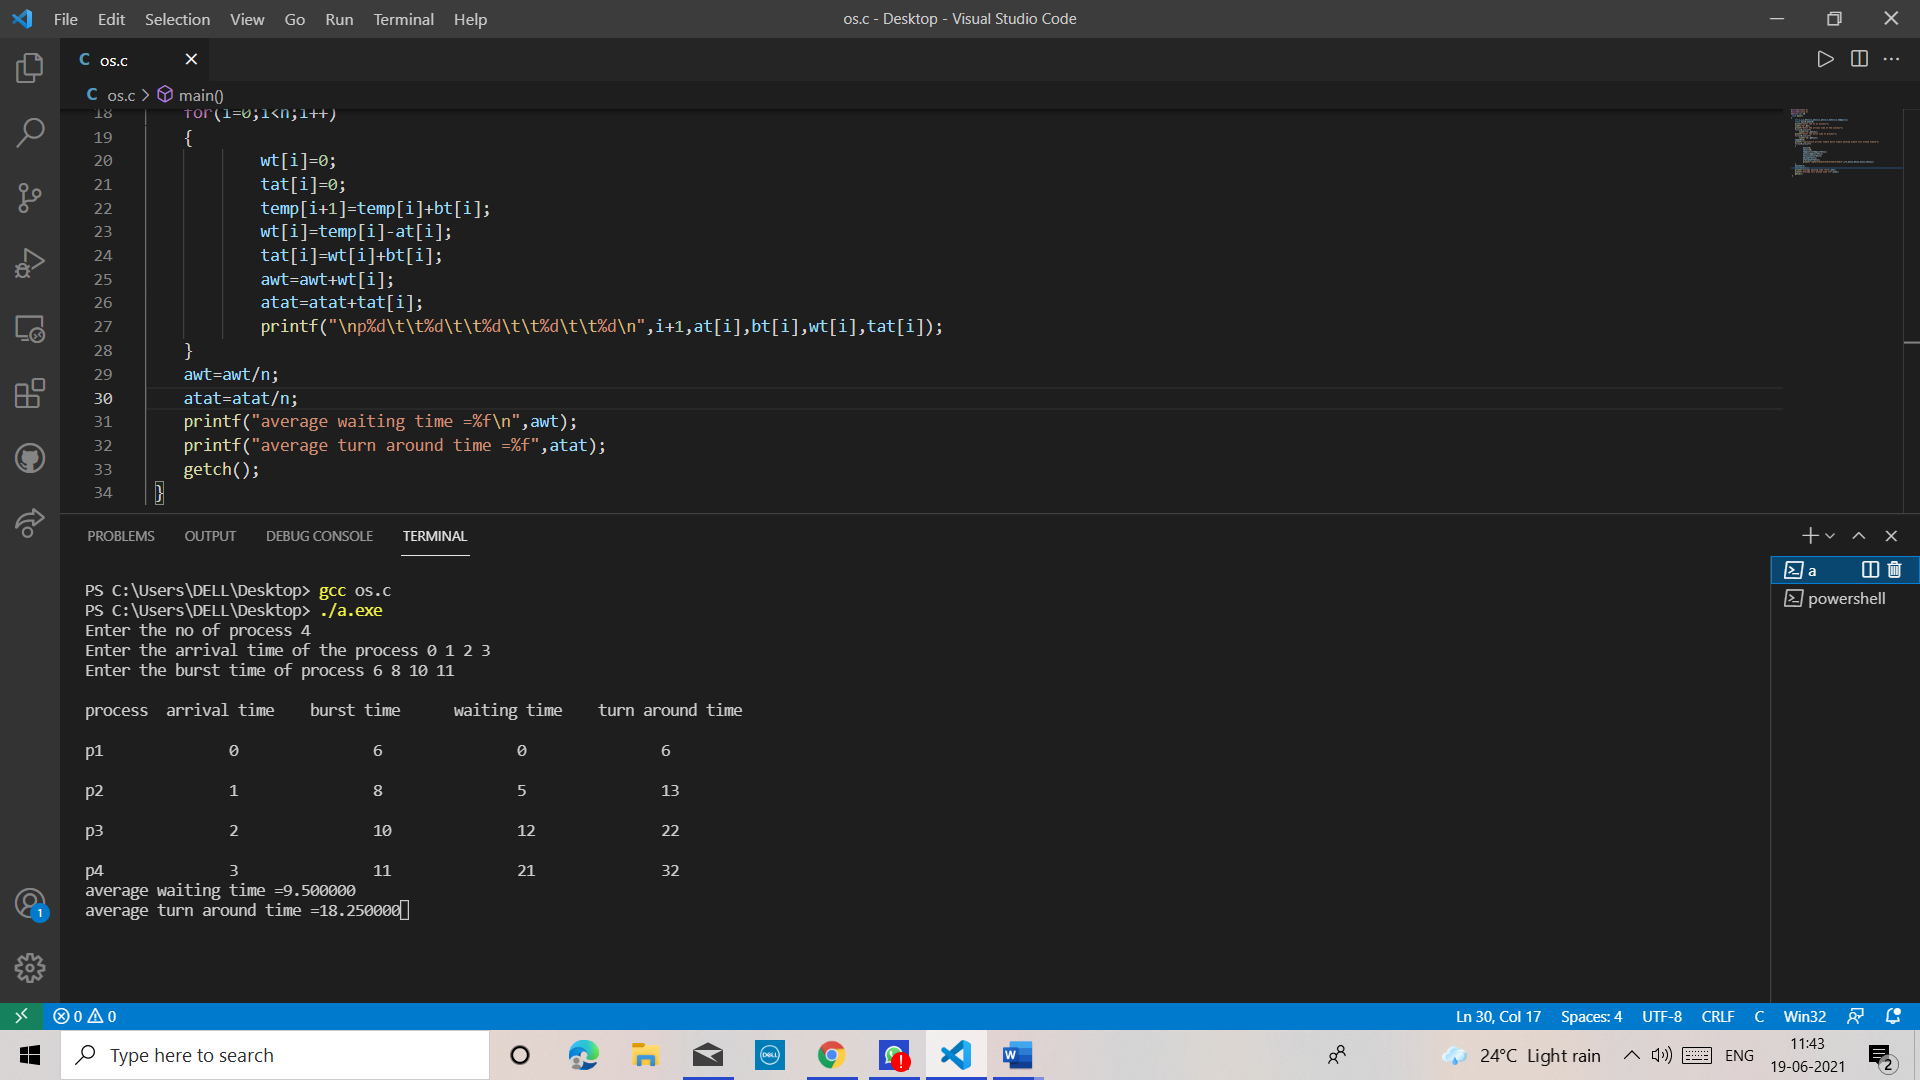 File Edit Selection View Go Run Terminal Help
os.c - Desktop - Visual Studio Code
C os.c
C os.c > main()
18 for(i=0;i<n;i++)
19 {
20 wt[i]=0;
21 tat[i]=0;
22 temp[i+1]=temp[i]+bt[i];
23 wt[i]=temp[i]-at[i];
24 tat[i]=wt[i]+bt[i];
25 awt=awt+wt[i];
26 atat=atat+tat[i];
27 printf("\np%d\t\t%d\t\t%d\t\t%d\t\t%d\n",i+1,at[i],bt[i],wt[i],tat[i]);
28 }
29 awt=awt/n;
30 atat=atat/n;
31 printf("average waiting time =%f\n",awt);
32 printf("average turn around time =%f",atat);
33 getch();
34 }
PROBLEMS OUTPUT DEBUG CONSOLE TERMINAL
a
powershell
PS C:\Users\DELL\Desktop> gcc os.c
PS C:\Users\DELL\Desktop> ./a.exe
Enter the no of process 4
Enter the arrival time of the process 0 1 2 3
Enter the burst time of process 6 8 10 11
process arrival time burst time waiting time turn around time
p1 0 6 0 6
p2 1 8 5 13
p3 2 10 12 22
p4 3 11 21 32
average waiting time =9.500000
average turn around time =18.250000
1
0 0 Ln 30, Col 17 Spaces: 4 UTF-8 CRLF C Win32
Type here to search
DELL
W
24°C Light rain
ENG
11:43
19-06-2021
2